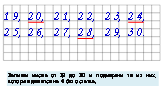 19, 20, 21, 22, 23, 24,
25, 26, 27, 28, 29, 30.
Запиши числа от 19 до 30 и подчеркни те из них,
которые делятся на 4 без остатка.